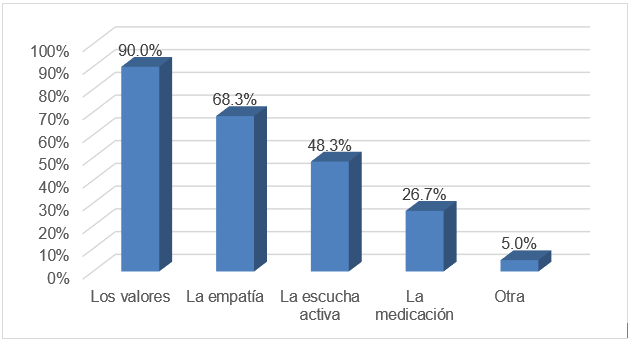 100%
90%
80%
70%
60%
50%
40%
30%
20%
10%
0%
90.0%
68.3%
48.3%
26.7%
5.0%
Los valores
La empatía
La escucha
activa
La
medicación
Otra